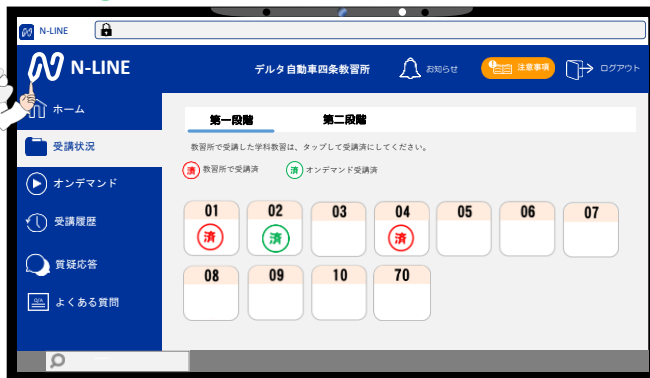 N-LINE
N-LINE
デルタ自動車四条教習所
お知らせ
注意事項
ログアウト
ホーム
受講状況
オンデマンド
受講履歴
質疑応答
Q/A
よくある質問
第一段階
第二段階
教習所で受講した学科教習は、タップして受講済にしてください。
済 教習所で受講済
済 オンデマンド受講済
01 02 03 04 05 06 07
済 済 済
08 09 10 70